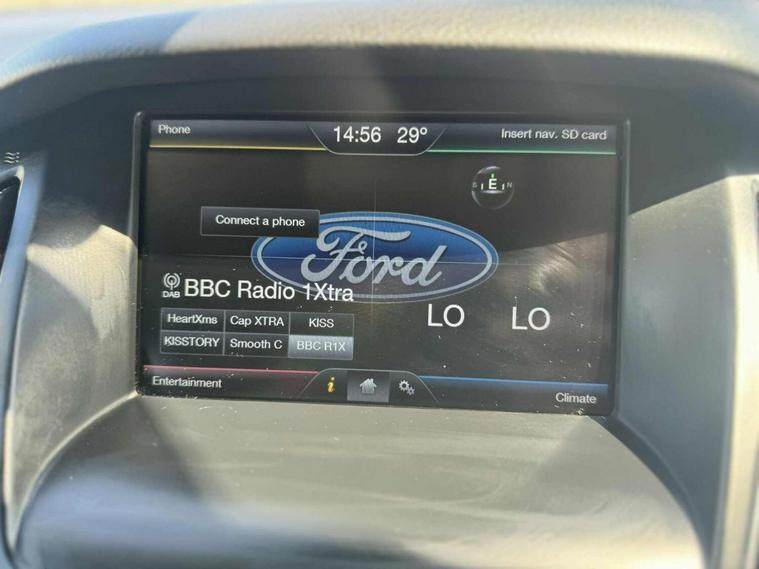 Phone
14:56 29°
Insert nav. SD card
S E N
Connect a phone
Ford
DAB
BBC Radio 1Xtra
HeartXms Cap XTRA KISS
KISSTORY Smooth C BBC R1X
LO LO
Entertainment
i
Climate